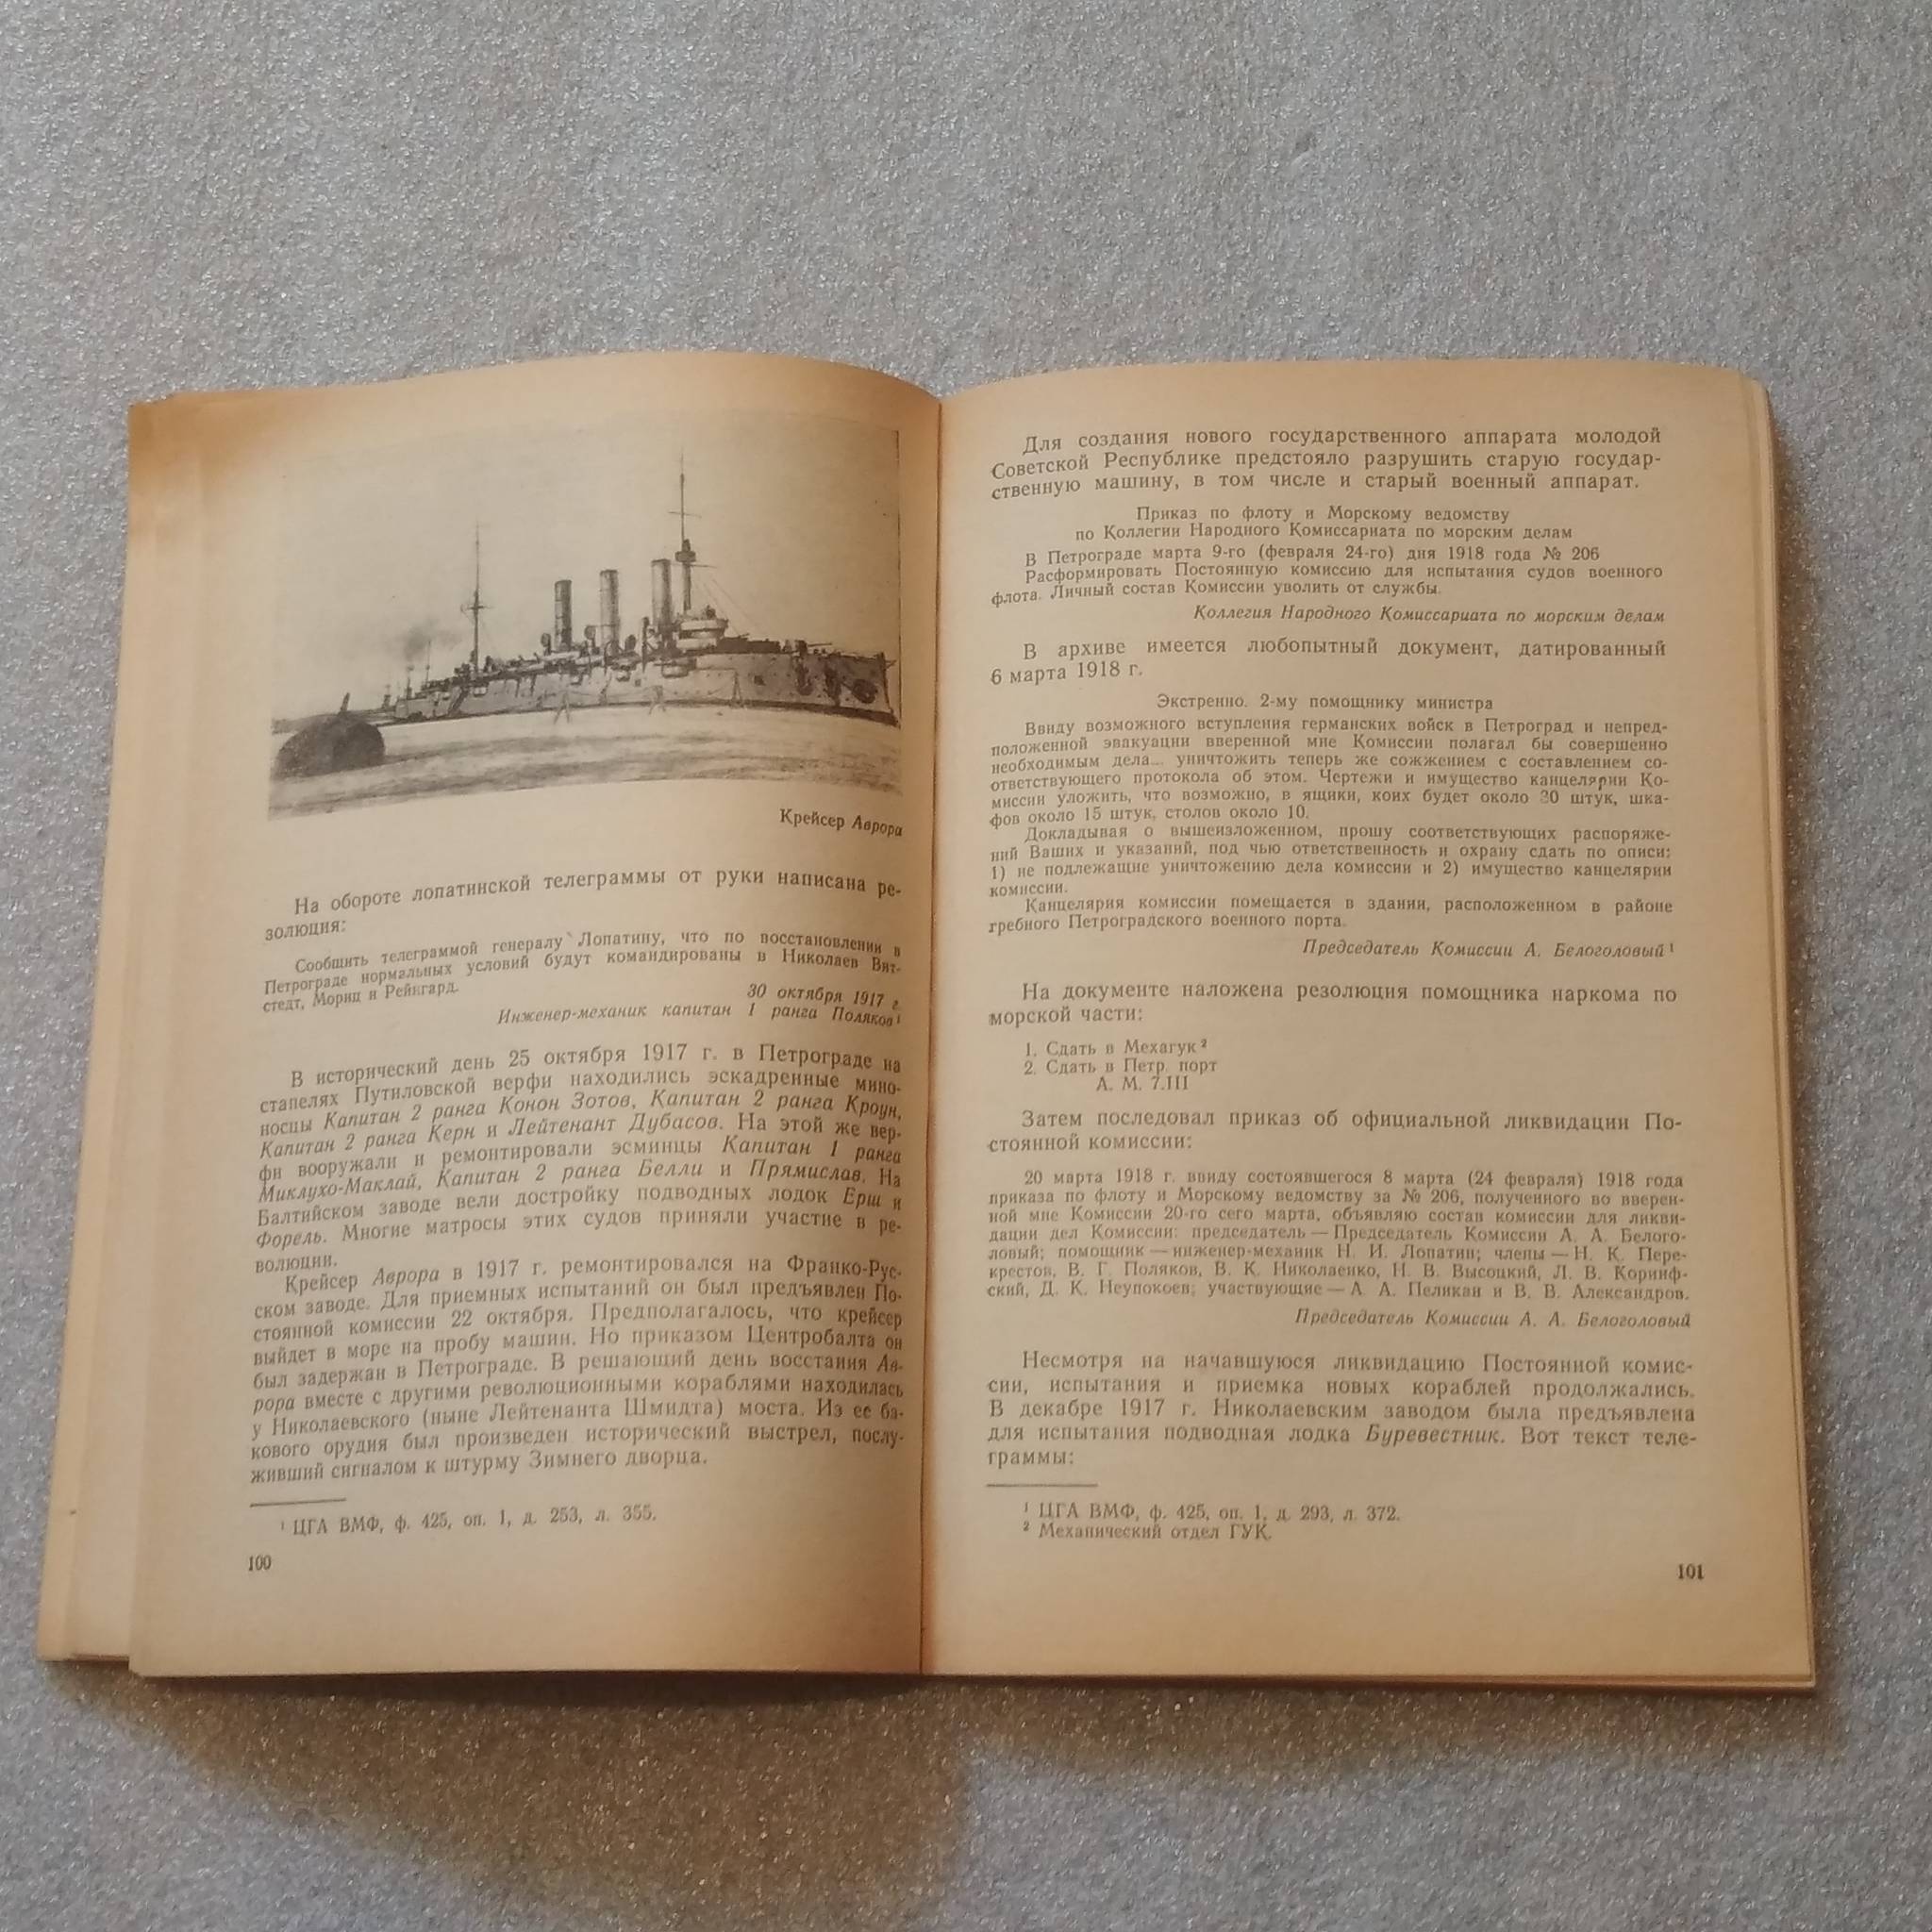 Крейсер Аврора
На обороте лопатинской телеграммы от руки написана ре-
золюция:
Сообщить телеграммой генералу Лопатину, что по восстановлении в
Петрограде нормальных условий будут командированы в Николаев Вит-
стедт, Мориц и Рейнгард.
30 октября 1917 г.
Инженер-механик капитан 1 ранга Поляков¹
В исторический день 25 октября 1917 г. в Петрограде на
стапелях Путиловской верфи находились эскадренные мино-
носцы Капитан 2 ранга Конон Зотов, Капитан 2 ранга Кроун,
Капитан 2 ранга Керн и Лейтенант Дубасов. На этой же вер-
фи вооружали и ремонтировали эсминцы Капитан 1 ранга
Миклухо-Маклай, Капитан 2 ранга Белли и Прямислав. На
Балтийском заводе вели достройку подводных лодок Ерш и
Форель. Многие матросы этих судов приняли участие в ре-
волюции.
Крейсер Аврора в 1917 г. ремонтировался на Франко-Рус-
ском заводе. Для приемных испытаний он был предъявлен По-
стоянной комиссии 22 октября. Предполагалось, что крейсер
выйдет в море на пробу машин. Но приказом Центробалта он
был задержан в Петрограде. В решающий день восстания Ав-
рора вместе с другими революционными кораблями находилась
у Николаевского (ныне Лейтенанта Шмидта) моста. Из ее ба-
кового орудия был произведен исторический выстрел, послу-
живший сигналом к штурму Зимнего дворца.
¹ ЦГА ВМФ, ф. 425, оп. 1, д. 253, л. 355.
100
Для создания нового государственного аппарата молодой
Советской Республике предстояло разрушить старую государ-
ственную машину, в том числе и старый военный аппарат.
Приказ по флоту и Морскому ведомству
по Коллегии Народного Комиссариата по морским делам
В Петрограде марта 9-го (февраля 24-го) дня 1918 года № 206
Расформировать Постоянную комиссию для испытания судов военного
флота. Личный состав Комиссии уволить от службы.
Коллегия Народного Комиссариата по морским делам
В архиве имеется любопытный документ, датированный
6 марта 1918 г.
Экстренно. 2-му помощнику министра
Ввиду возможного вступления германских войск в Петроград и непред-
положенной эвакуации вверенной мне Комиссии полагал бы совершенно
необходимым дела... уничтожить теперь же сожжением с составлением со-
ответствующего протокола об этом. Чертежи и имущество канцелярии Ко-
миссии уложить, что возможно, в ящики, коих будет около 30 штук, шка-
фов около 15 штук, столов около 10.
Докладывая о вышеизложенном, прошу соответствующих распоряже-
ний Ваших и указаний, под чью ответственность и охрану сдать по описи:
1) не подлежащие уничтожению дела комиссии и 2) имущество канцелярии
комиссии.
Канцелярия комиссии помещается в здании, расположенном в районе
гребного Петроградского военного порта.
Председатель Комиссии А. Белоголовый¹
На документе наложена резолюция помощника наркома по
морской части:
1. Сдать в Мехагук²
2. Сдать в Петр. порт
А. М. 7.III
Затем последовал приказ об официальной ликвидации По-
стоянной комиссии:
20 марта 1918 г. ввиду состоявшегося 8 марта (24 февраля) 1918 года
приказа по флоту и Морскому ведомству за № 206, полученного во вверен-
ной мне Комиссии 20-го сего марта, объявляю состав комиссии для ликви-
дации дел Комиссии: председатель — Председатель Комиссии А. А. Белого-
ловый; помощник — инженер-механик Н. И. Лопатин; члены — Н. К. Пере-
крестов, В. Г. Поляков, В. К. Николаенко, Н. В. Высоцкий, Л. В. Коринф-
ский, Д. К. Неупокоев; участвующие — А. А. Пеликан и В. В. Александров.
Председатель Комиссии А. А. Белоголовый
Несмотря на начавшуюся ликвидацию Постоянной комис-
сии, испытания и приемка новых кораблей продолжались.
В декабре 1917 г. Николаевским заводом была предъявлена
для испытания подводная лодка Буревестник. Вот текст теле-
граммы:
¹ ЦГА ВМФ, ф. 425, оп. 1, д. 293, л. 372.
² Механический отдел ГУК.
101